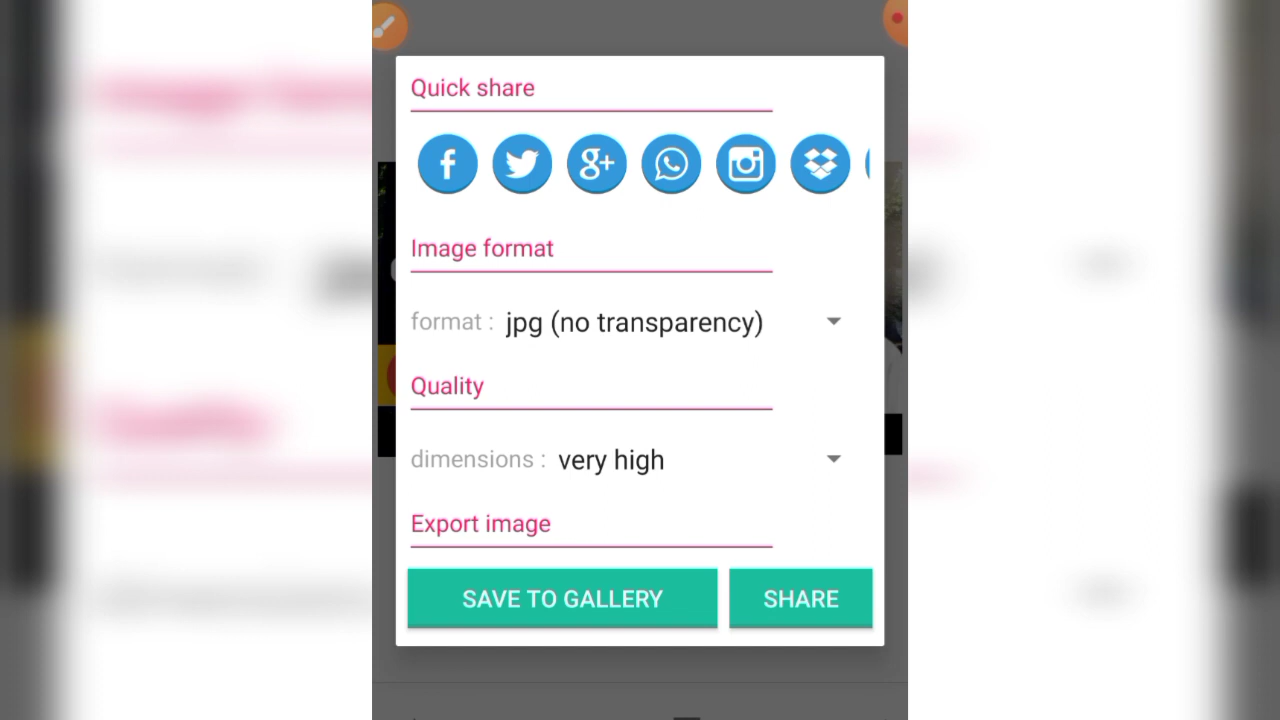 Quick share
Image format
format : jpg (no transparency)
Quality
dimensions : very high
Export image
SAVE TO GALLERY SHARE